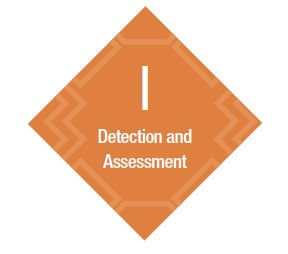 I
Detection and
Assessment